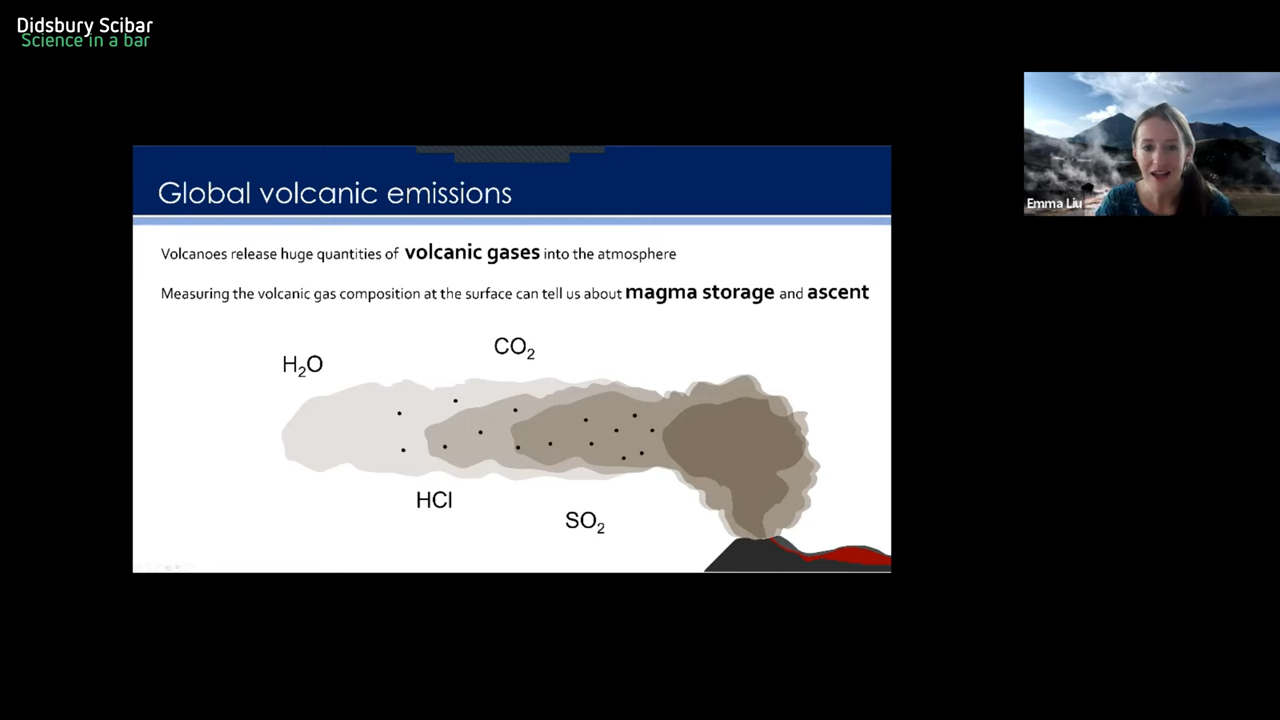 Didsbury Scibar
Science in a bar
Emma Liu
Global volcanic emissions
Volcanoes release huge quantities of volcanic gases into the atmosphere
Measuring the volcanic gas composition at the surface can tell us about magma storage and ascent
CO2
H2O
HCl
SO2